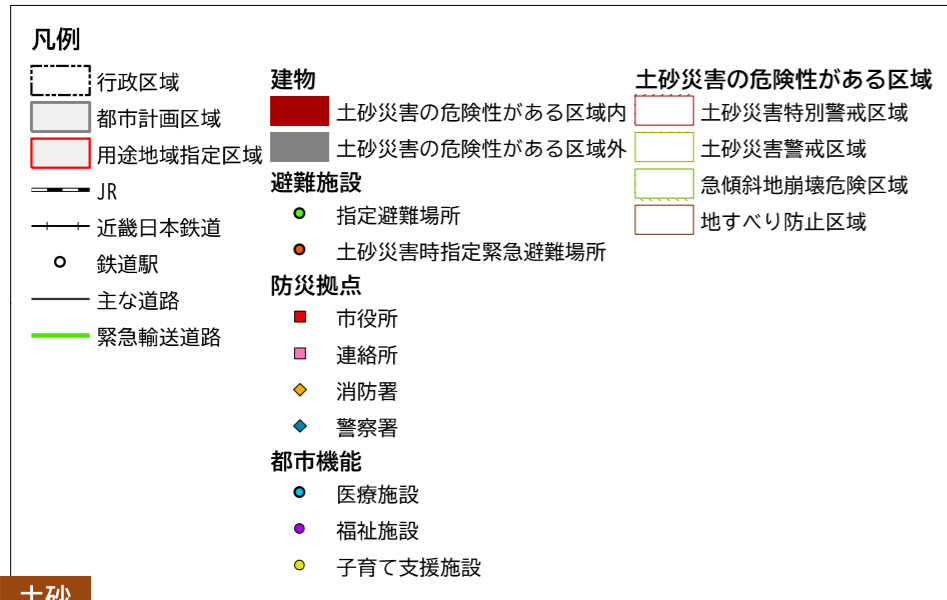 凡例
行政区域
都市計画区域
用途地域指定区域
JR
近畿日本鉄道
鉄道駅
主な道路
緊急輸送道路
建物
土砂災害の危険性がある区域内
土砂災害の危険性がある区域外
避難施設
指定避難場所
土砂災害時指定緊急避難場所
防災拠点
市役所
連絡所
消防署
警察署
都市機能
医療施設
福祉施設
子育て支援施設
土砂災害の危険性がある区域
土砂災害特別警戒区域
土砂災害警戒区域
急傾斜地崩壊危険区域
地すべり防止区域
土砂